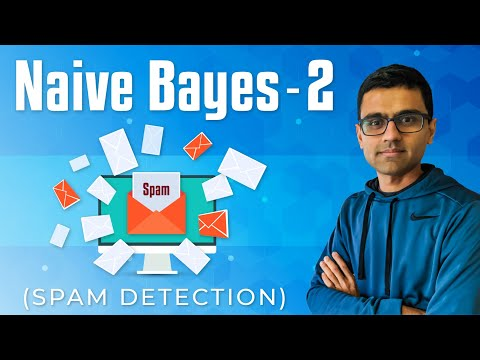 Naive Bayes - 2
Spam
(SPAM DETECTION)